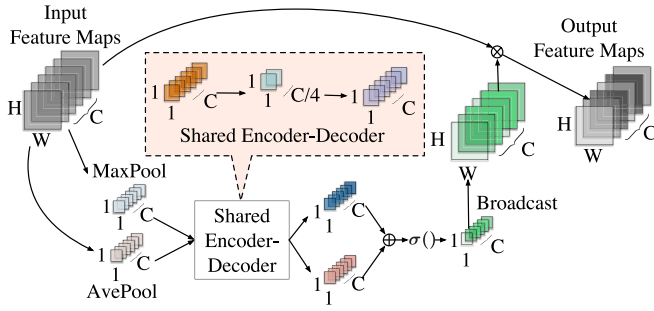 Input
Feature Maps
H
W
C
1
1
C
1
1
C/4
1
1
C
Shared Encoder-Decoder
Output
Feature Maps
H
W
C
H
W
C
MaxPool
1
1
C
1
1
C
AvePool
Shared
Encoder-
Decoder
1
1
C
1
1
C
⊕
σ()
⊗
Broadcast
1
1
C